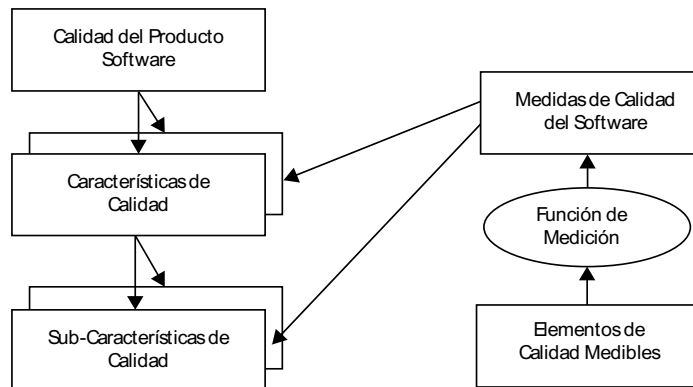 Calidad del Producto
Software
Medidas de Calidad
del Software
Características de
Calidad
Función de
Medición
Sub-Características de
Calidad
Elementos de
Calidad Medibles